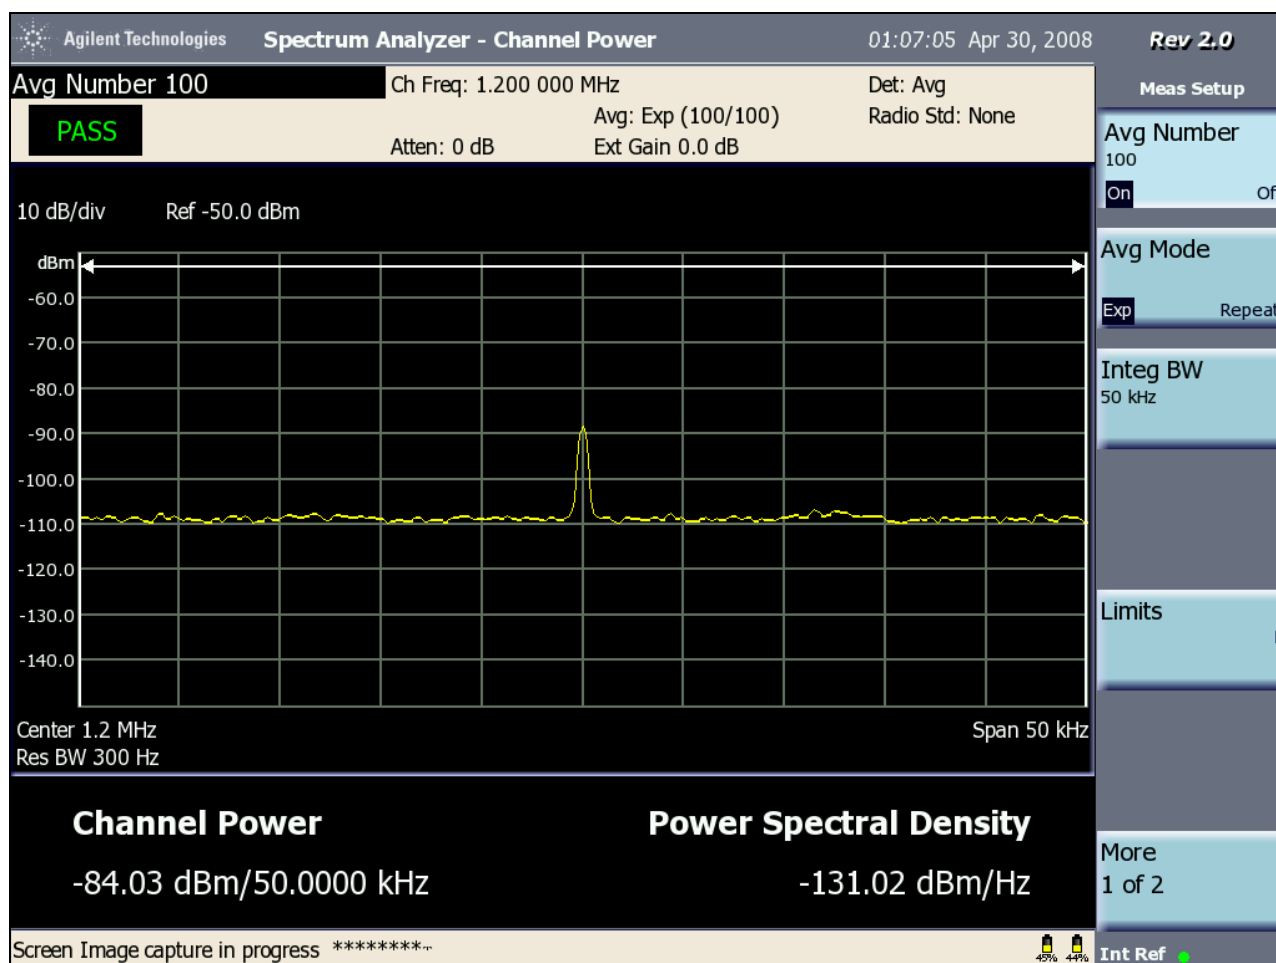 Agilent Technologies Spectrum Analyzer - Channel Power 01:07:05 Apr 30, 2008 Rev 2.0
Avg Number 100 Ch Freq: 1.200 000 MHz Det: Avg Meas Setup
PASS Avg: Exp (100/100) Radio Std: None
Atten: 0 dB Ext Gain 0.0 dB
Avg Number
100
On Of
10 dB/div Ref -50.0 dBm
Avg Mode
Exp Repeat
Integ BW
50 kHz
Limits
More
1 of 2
dBm
-60.0
-70.0
-80.0
-90.0
-100.0
-110.0
-120.0
-130.0
-140.0
Center 1.2 MHz Span 50 kHz
Res BW 300 Hz
Channel Power Power Spectral Density
-84.03 dBm/50.0000 kHz -131.02 dBm/Hz
Screen Image capture in progress ********-- 45% 44% Int Ref